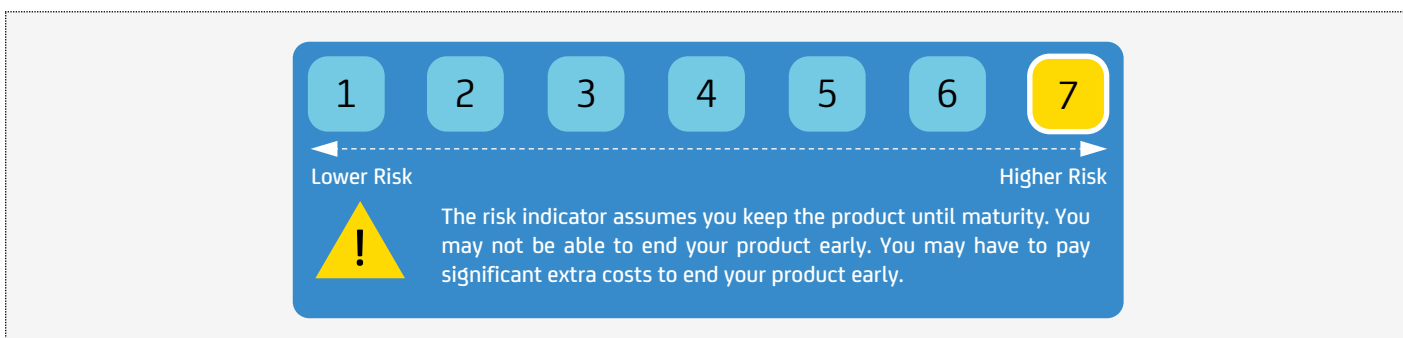 1 2 3 4 5 6 7
Lower Risk Higher Risk
!
The risk indicator assumes you keep the product until maturity. You
may not be able to end your product early. You may have to pay
significant extra costs to end your product early.